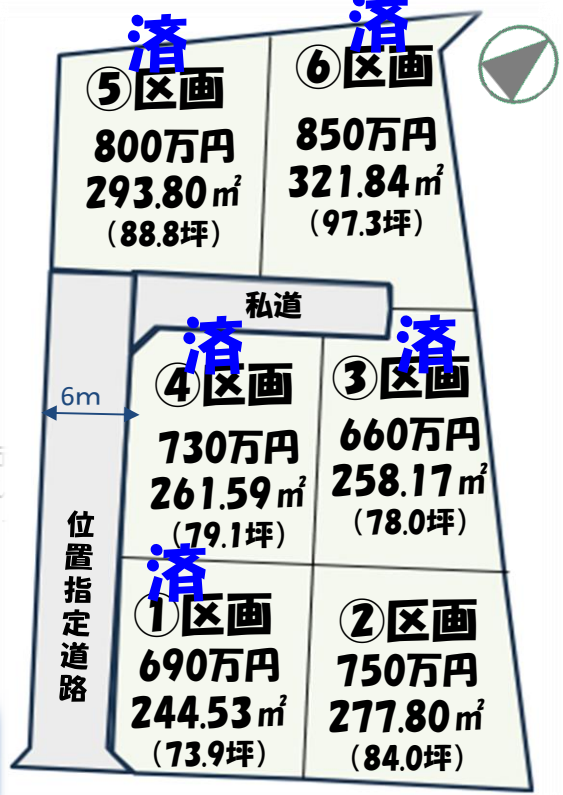 済
⑤区画
800万円
293.80㎡
(88.8坪)
済
⑥区画
850万円
321.84㎡
(97.3坪)
私道
6m
位置指定道路
済
④区画
730万円
261.59㎡
(79.1坪)
済
③区画
660万円
258.17㎡
(78.0坪)
済
①区画
690万円
244.53㎡
(73.9坪)
②区画
750万円
277.80㎡
(84.0坪)